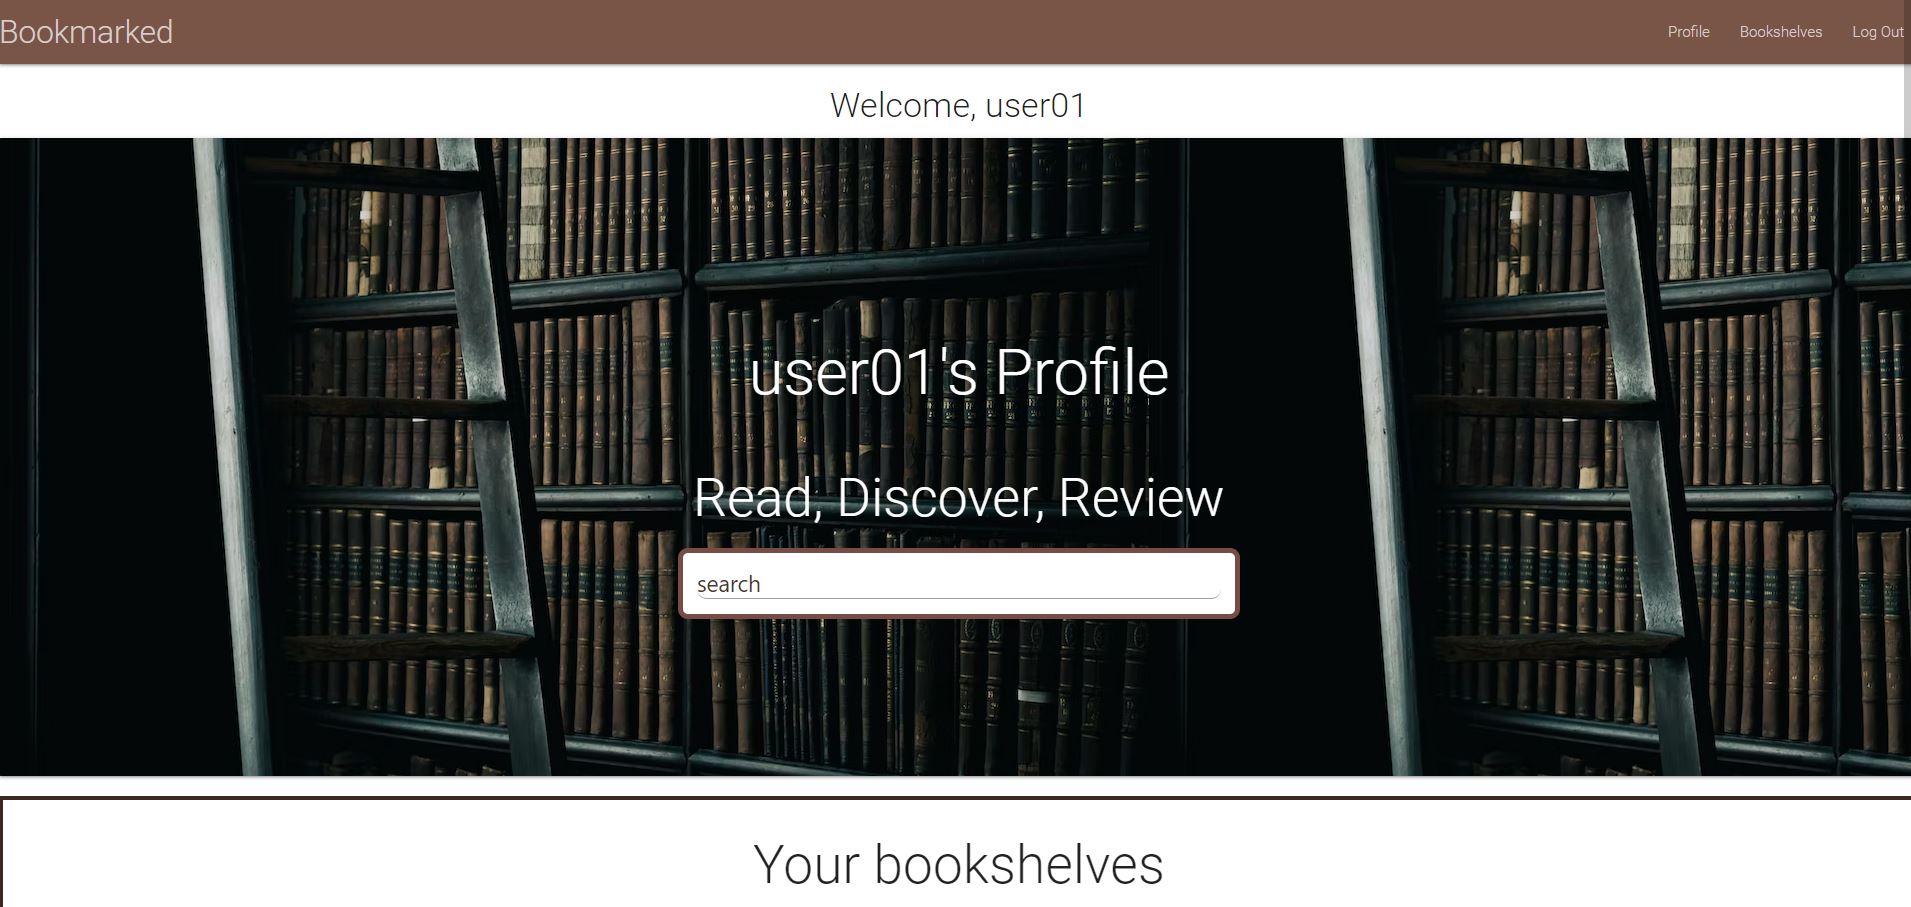 Bookmarked
Profile Bookshelves Log Out
Welcome, user01
user01's Profile
Read, Discover, Review
search
Your bookshelves